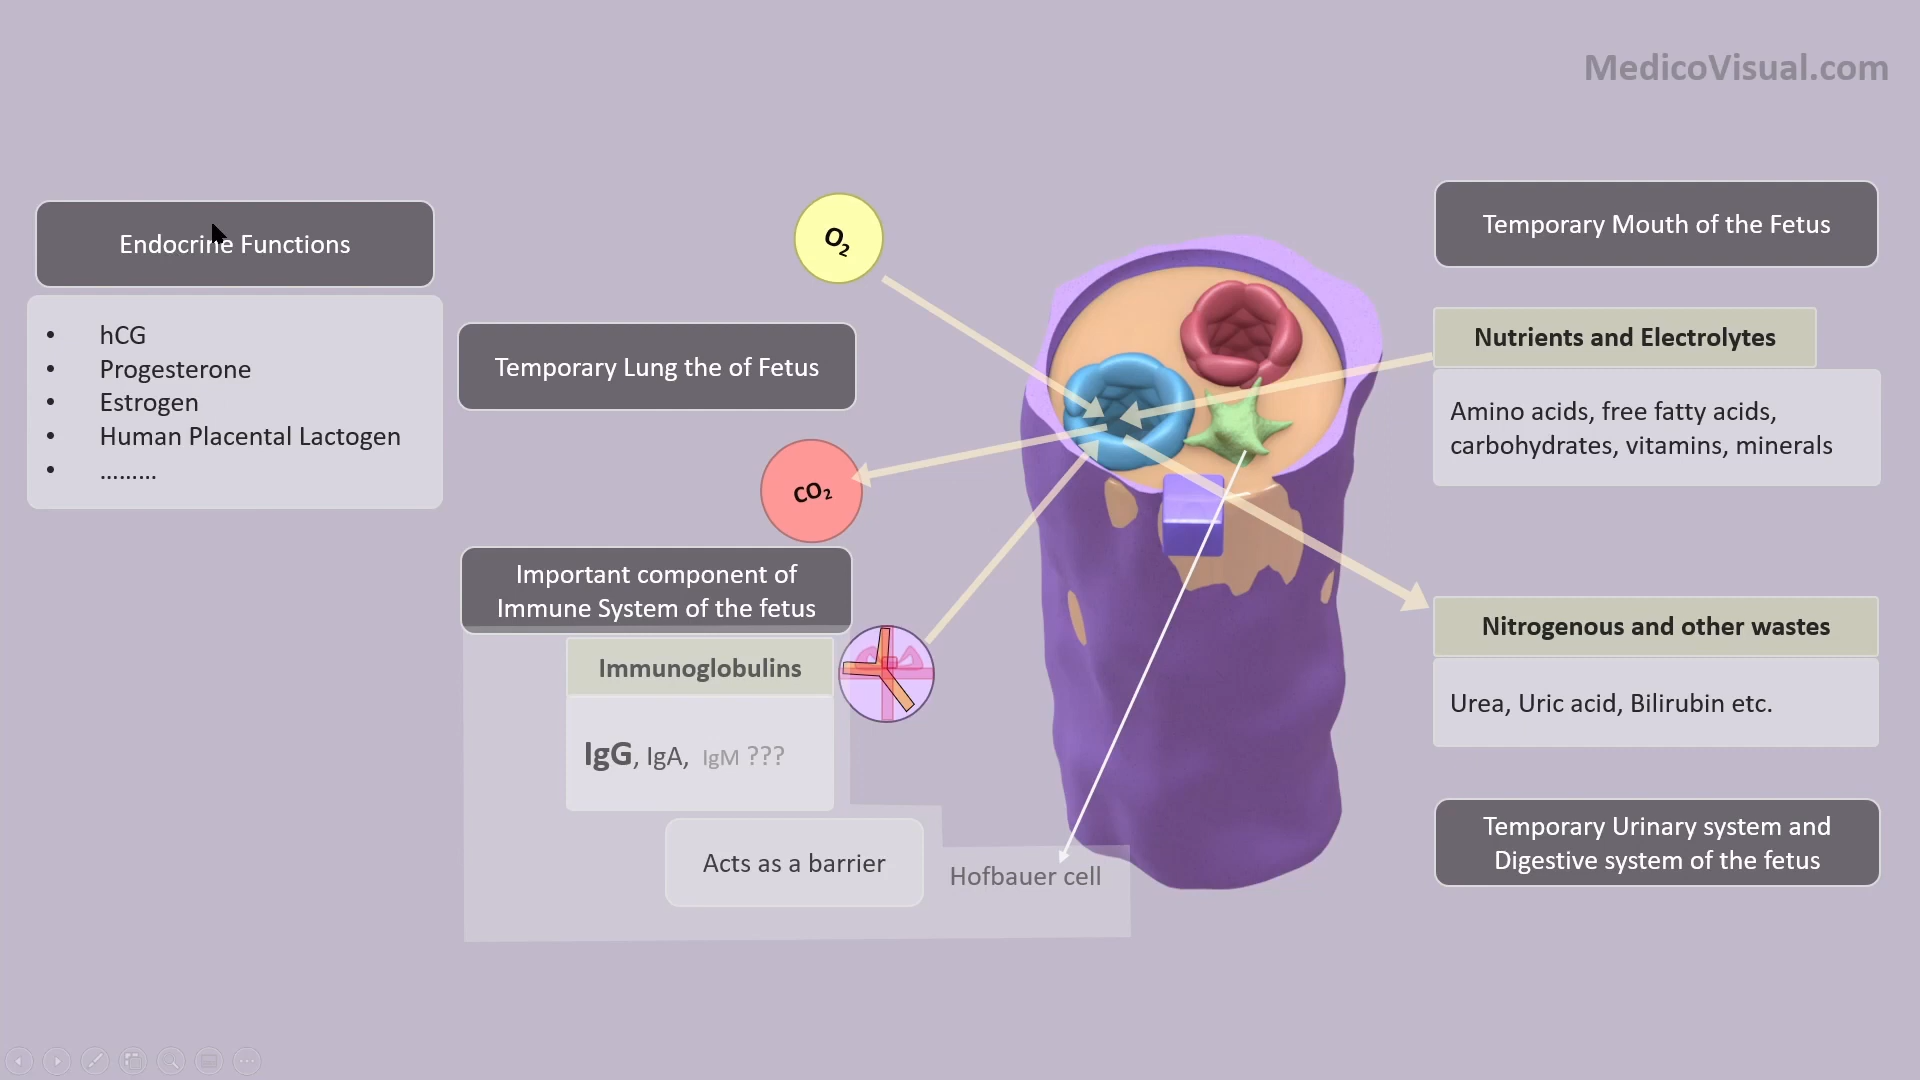 MedicoVisual.com
Endocrine Functions
• hCG
• Progesterone
• Estrogen
• Human Placental Lactogen
• ………
O₂
Temporary Lung the of Fetus
CO₂
Important component of
Immune System of the fetus
Immunoglobulins
IgG, IgA, IgM ???
Acts as a barrier
Hofbauer cell
Temporary Mouth of the Fetus
Nutrients and Electrolytes
Amino acids, free fatty acids,
carbohydrates, vitamins, minerals
Nitrogenous and other wastes
Urea, Uric acid, Bilirubin etc.
Temporary Urinary system and
Digestive system of the fetus